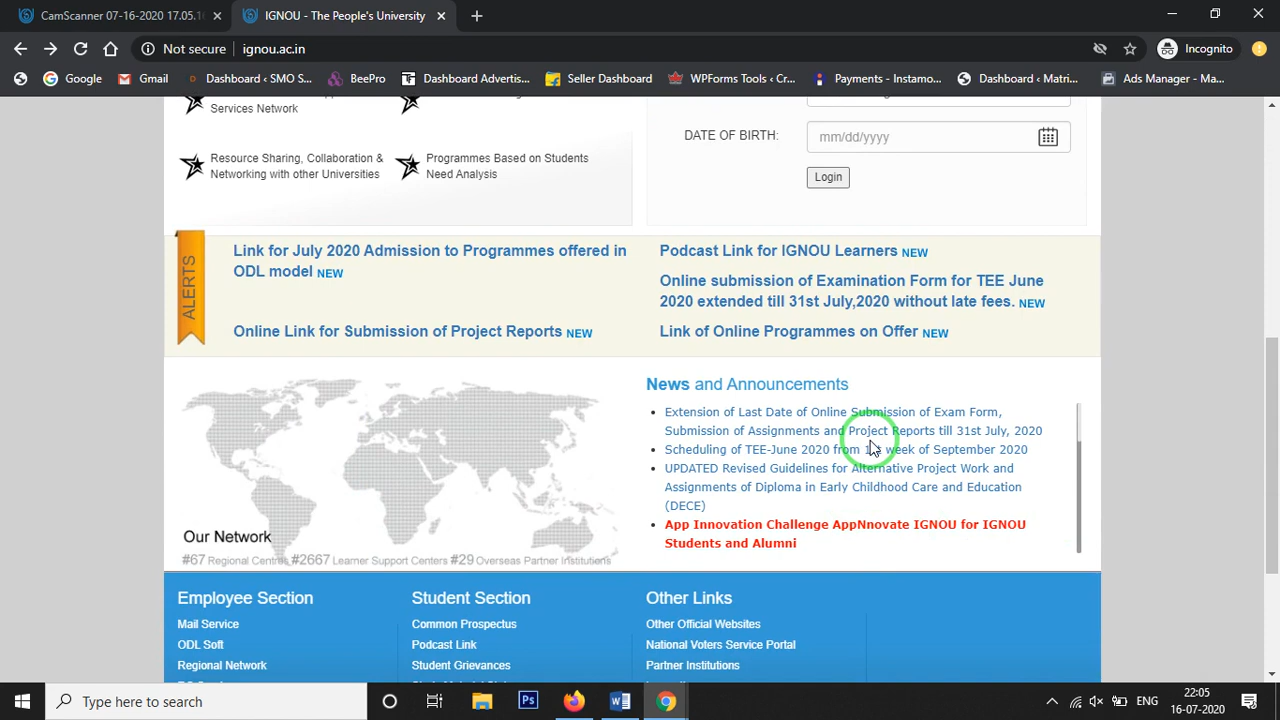 CamScanner 07-16-2020 17.05.1
IGNOU - The People's University
Not secure
ignou.ac.in
Incognito
Google
Gmail
Dashboard ‹ SMO S...
BeePro
Dashboard Advertis...
Seller Dashboard
WPForms Tools ‹ Cr...
Payments - Instamo...
Dashboard ‹ Matri...
Ads Manager - Ma...
Services Network
Resource Sharing, Collaboration &
Networking with other Universities
Programmes Based on Students
Need Analysis
DATE OF BIRTH:
mm/dd/yyyy
Login
ALERTS
Link for July 2020 Admission to Programmes offered in
ODL model NEW
Online Link for Submission of Project Reports NEW
Podcast Link for IGNOU Learners NEW
Online submission of Examination Form for TEE June
2020 extended till 31st July,2020 without late fees. NEW
Link of Online Programmes on Offer NEW
News and Announcements
Extension of Last Date of Online Submission of Exam Form,
Submission of Assignments and Project Reports till 31st July, 2020
Scheduling of TEE-June 2020 from week of September 2020
UPDATED Revised Guidelines for Alternative Project Work and
Assignments of Diploma in Early Childhood Care and Education
(DECE)
App Innovation Challenge AppNnovate IGNOU for IGNOU
Students and Alumni
Our Network
#67 Regional Centres #2667 Learner Support Centers #29 Overseas Partner Institutions
Employee Section
Mail Service
ODL Soft
Regional Network
Student Section
Common Prospectus
Podcast Link
Student Grievances
Other Links
Other Official Websites
National Voters Service Portal
Partner Institutions
Type here to search
ENG
22:05
16-07-2020